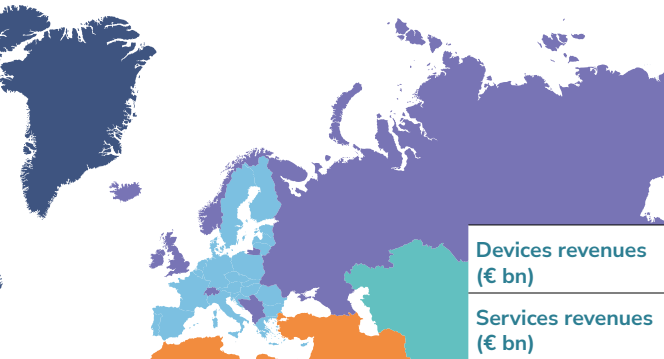 Devices revenues
(€ bn)
Services revenues
(€ bn)